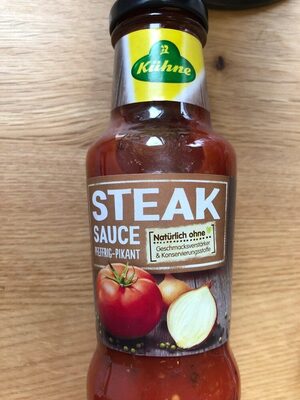 Kühne
STEAK
SAUCE
PFEFFRIG-PIKANT
Natürlich ohne
Geschmacksverstärker
& Konservierungsstoffe